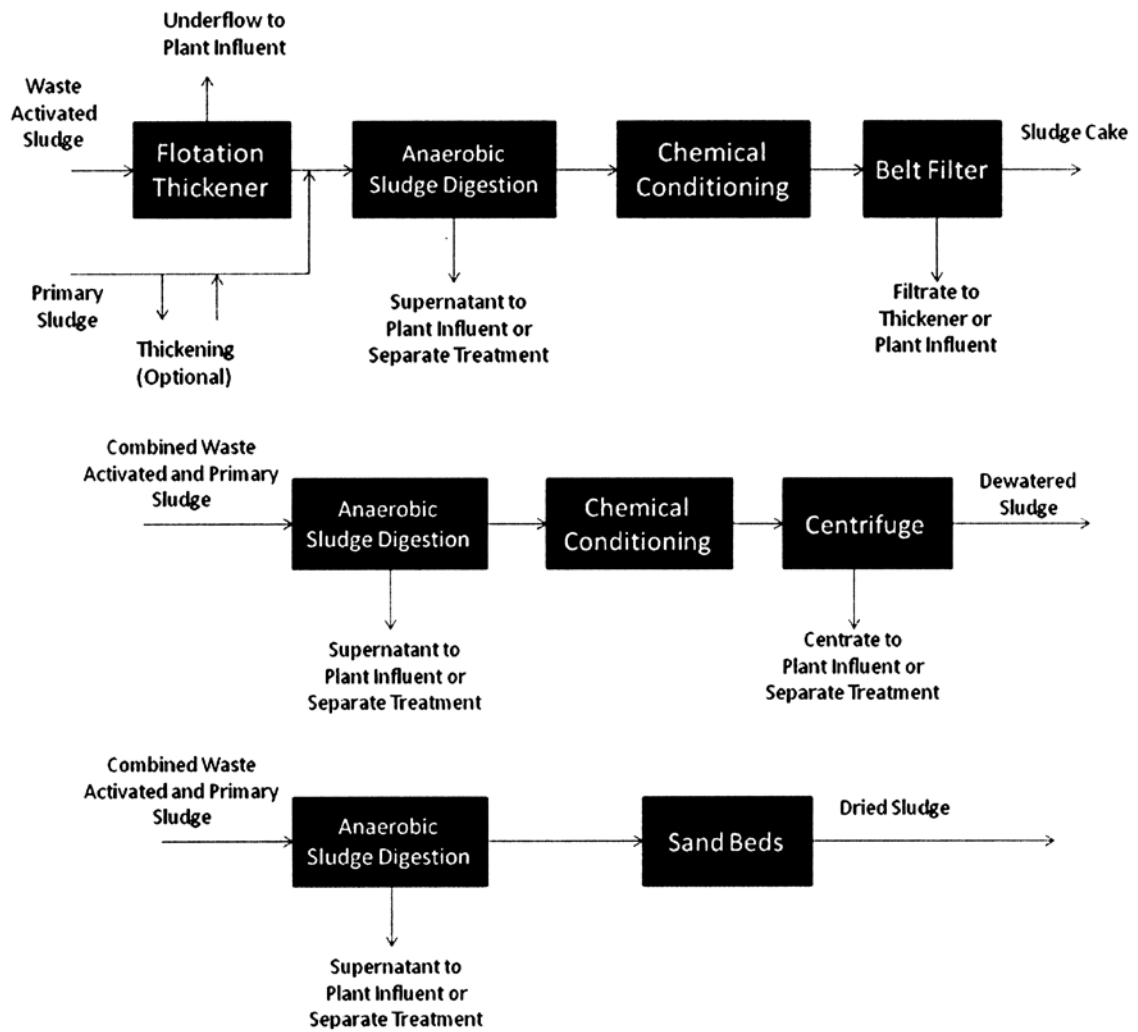 Underflow to
Plant Influent
Waste
Activated
Sludge
Flotation
Thickener
Anaerobic
Sludge Digestion
Chemical
Conditioning
Belt Filter
Sludge Cake
Primary
Sludge
Thickening
(Optional)
Supernatant to
Plant Influent or
Separate Treatment
Filtrate to
Thickener or
Plant Influent
Combined Waste
Activated and Primary
Sludge
Anaerobic
Sludge Digestion
Chemical
Conditioning
Centrifuge
Dewatered
Sludge
Supernatant to
Plant Influent or
Separate Treatment
Centrate to
Plant Influent or
Separate Treatment
Combined Waste
Activated and Primary
Sludge
Anaerobic
Sludge Digestion
Sand Beds
Dried Sludge
Supernatant to
Plant Influent or
Separate Treatment